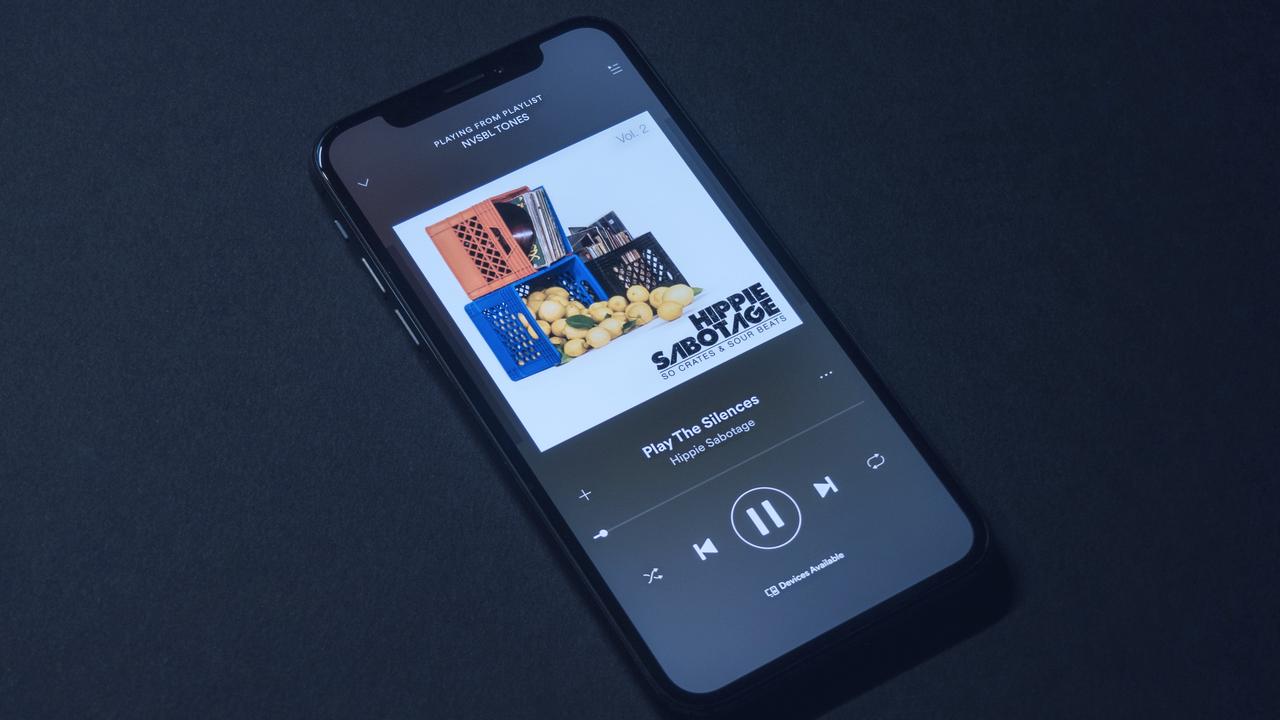 PLAYING FROM PLAYLIST
NVSBL TONES
Vol. 2
HIPPIE
SABOTAGE
SO CRATES & SOUR BEATS
Play The Silences
Hippie Sabotage
Devices Available